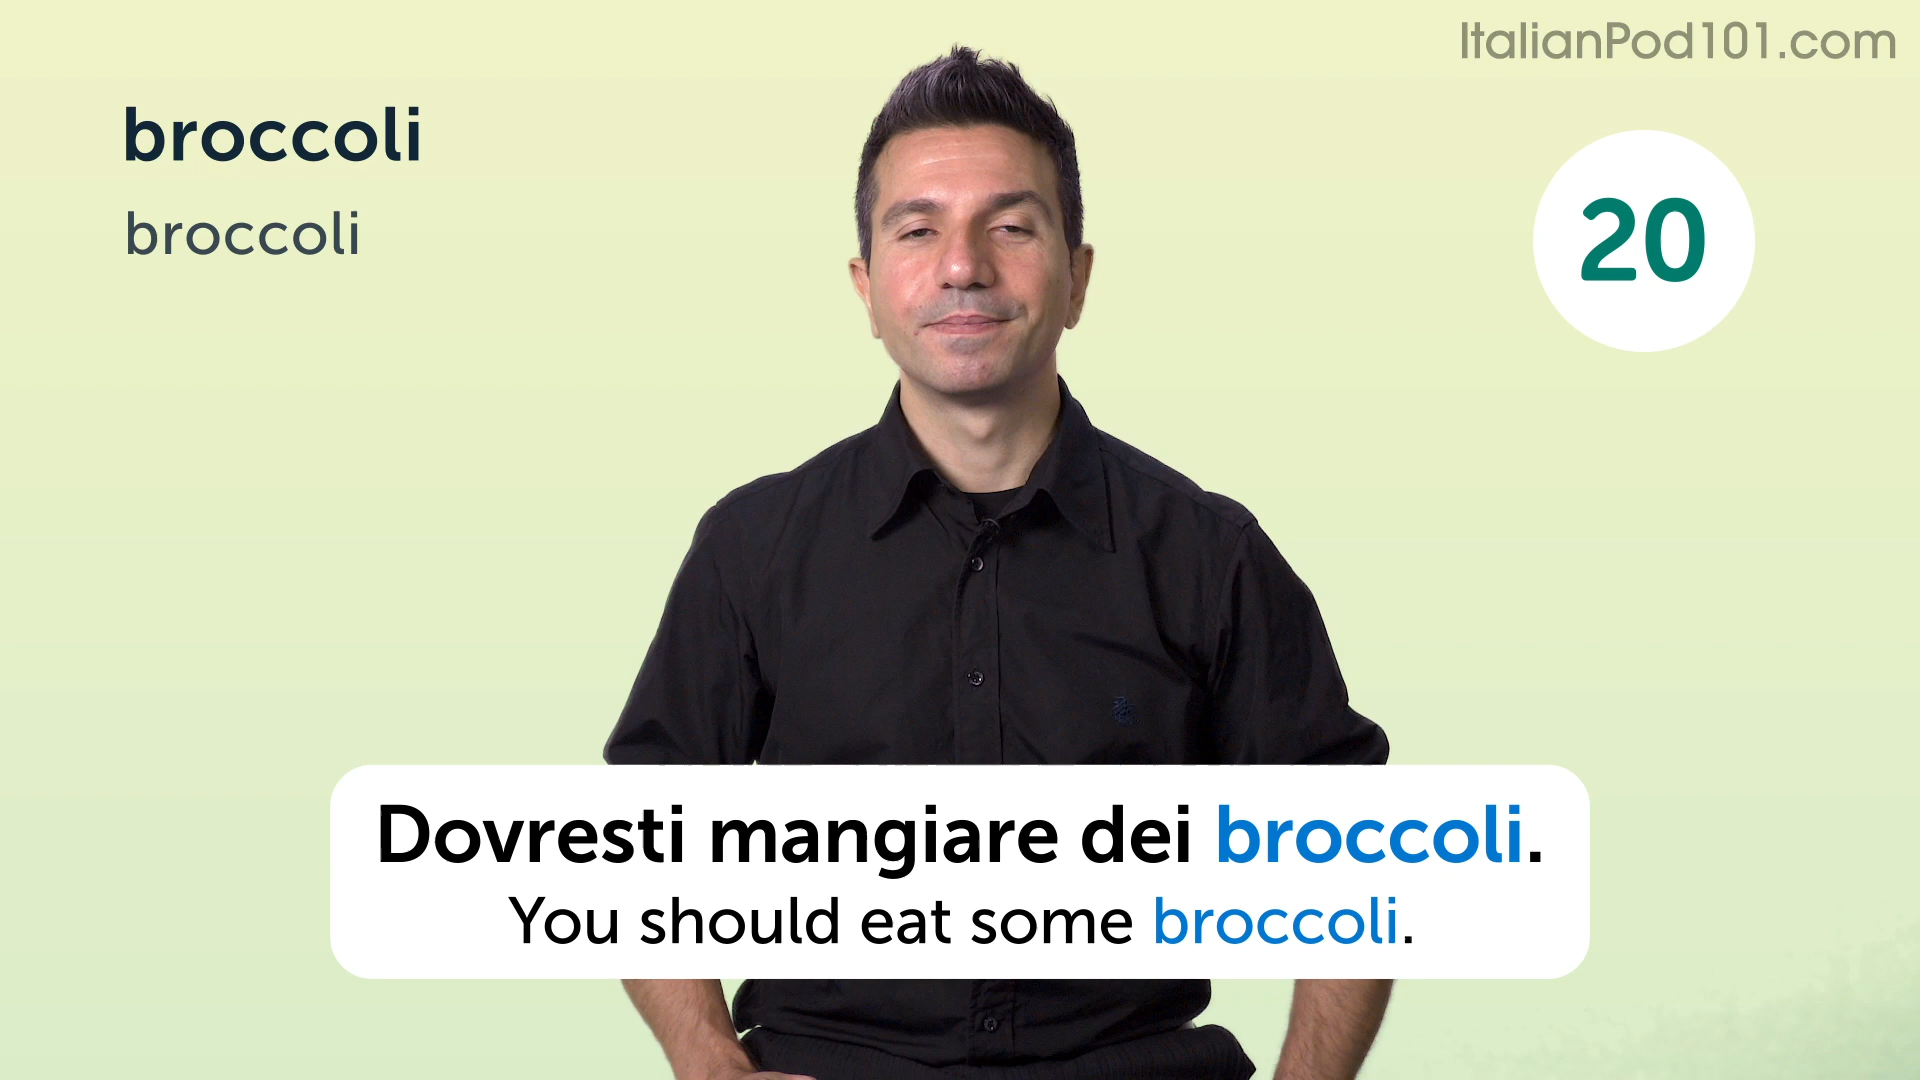 ItalianPod101.com
broccoli
broccoli
20
Dovresti mangiare dei broccoli.
You should eat some broccoli.